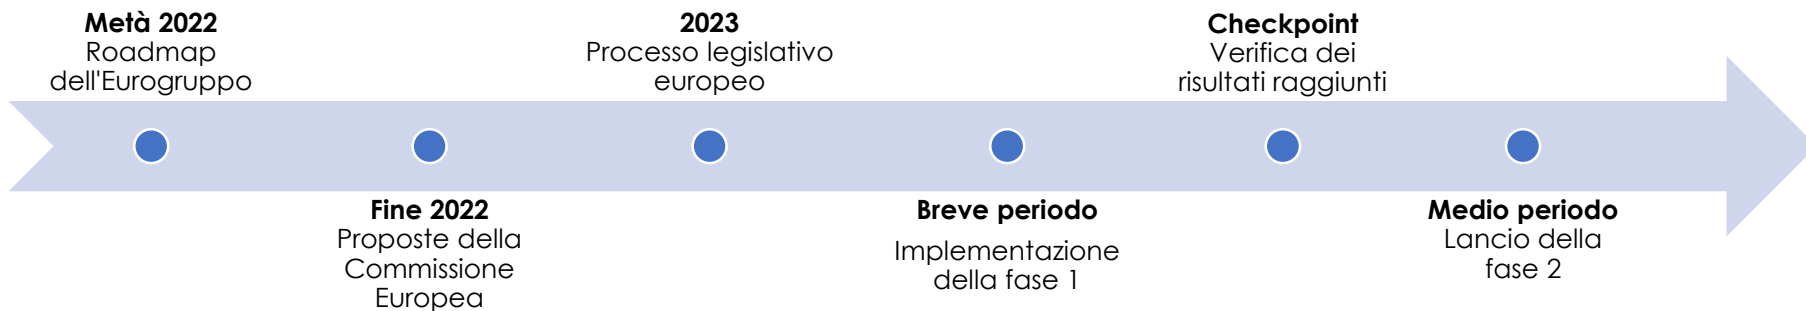 Metà 2022
Roadmap
dell'Eurogruppo
Fine 2022
Proposte della
Commissione
Europea
2023
Processo legislativo
europeo
Breve periodo
Implementazione
della fase 1
Checkpoint
Verifica dei
risultati raggiunti
Medio periodo
Lancio della
fase 2